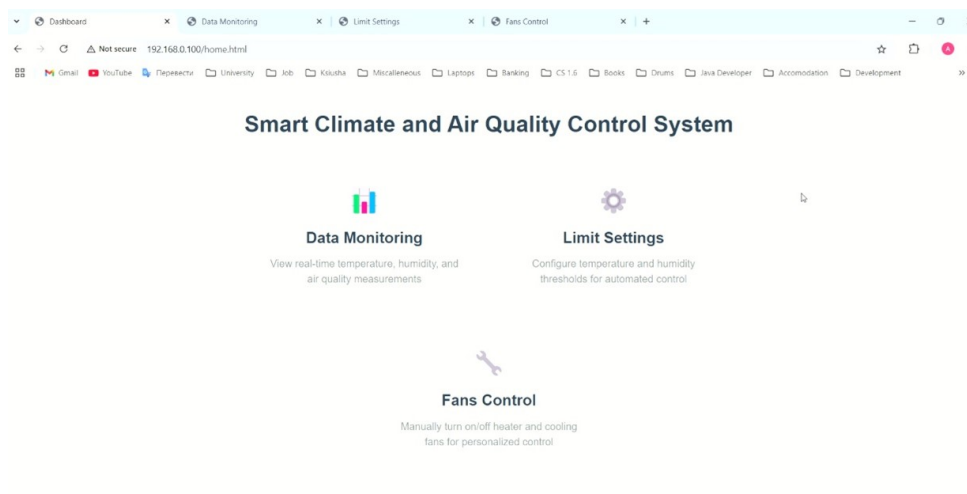 Dashboard
Data Monitoring
Limit Settings
Fans Control
Not secure 192.168.0.100/home.html
A
Gmail YouTube Перевести University Job Ksiusha Miscalleneous Laptops Banking CS 1.6 Books Drums Java Developer Accomodation Development
Smart Climate and Air Quality Control System
Data Monitoring
View real-time temperature, humidity, and
air quality measurements
Limit Settings
Configure temperature and humidity
thresholds for automated control
Fans Control
Manually turn on/off heater and cooling
fans for personalized control